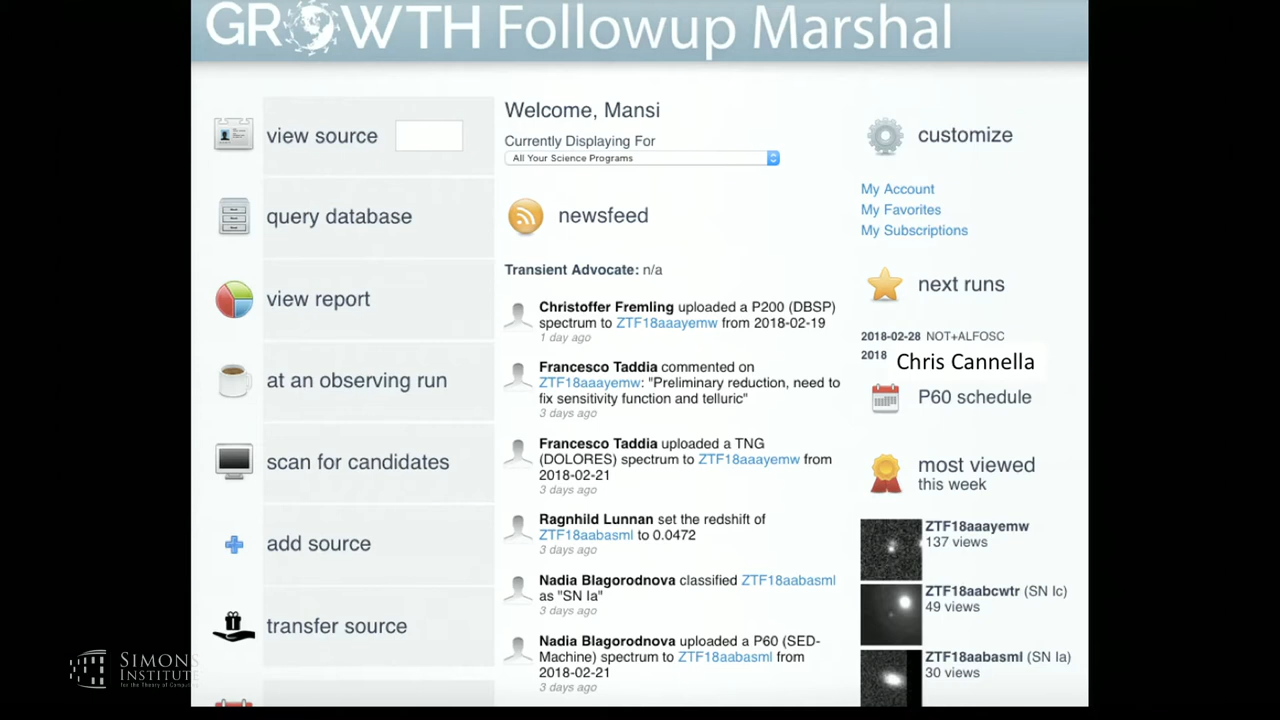 GROWTH Followup Marshal
view source
query database
view report
at an observing run
scan for candidates
add source
transfer source
Welcome, Mansi
Currently Displaying For
All Your Science Programs
newsfeed
Transient Advocate: n/a
Christoffer Fremling uploaded a P200 (DBSP)
spectrum to ZTF18aaayemw from 2018-02-19
1 day ago
Francesco Taddia commented on
ZTF18aaayemw: "Preliminary reduction, need to
fix sensitivity function and telluric"
3 days ago
Francesco Taddia uploaded a TNG
(DOLORES) spectrum to ZTF18aaayemw from
2018-02-21
3 days ago
Ragnhild Lunnan set the redshift of
ZTF18aabasml to 0.0472
3 days ago
Nadia Blagorodnova classified ZTF18aabasml
as "SN Ia"
3 days ago
Nadia Blagorodnova uploaded a P60 (SED-
Machine) spectrum to ZTF18aabasml from
2018-02-21
3 days ago
customize
My Account
My Favorites
My Subscriptions
next runs
2018-02-28 NOT+ALFOSC
2018
Chris Cannella
P60 schedule
most viewed
this week
ZTF18aaayemw
137 views
ZTF18aabcwtr (SN Ic)
49 views
ZTF18aabasml (SN Ia)
30 views
SIMONS
INSTITUTE
for the Theory of Computing